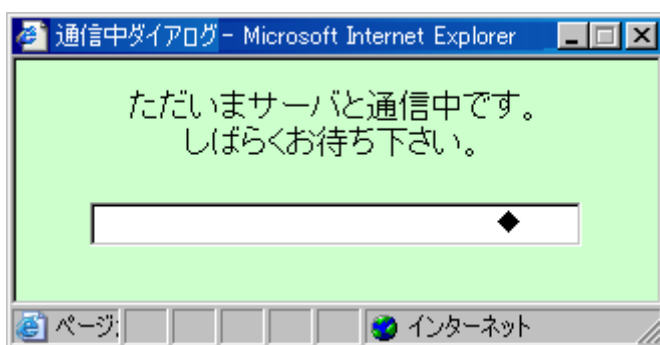 通信中ダイアログ - Microsoft Internet Explorer
ただいまサーバと通信中です。
しばらくお待ち下さい。
◆
ページ
インターネット